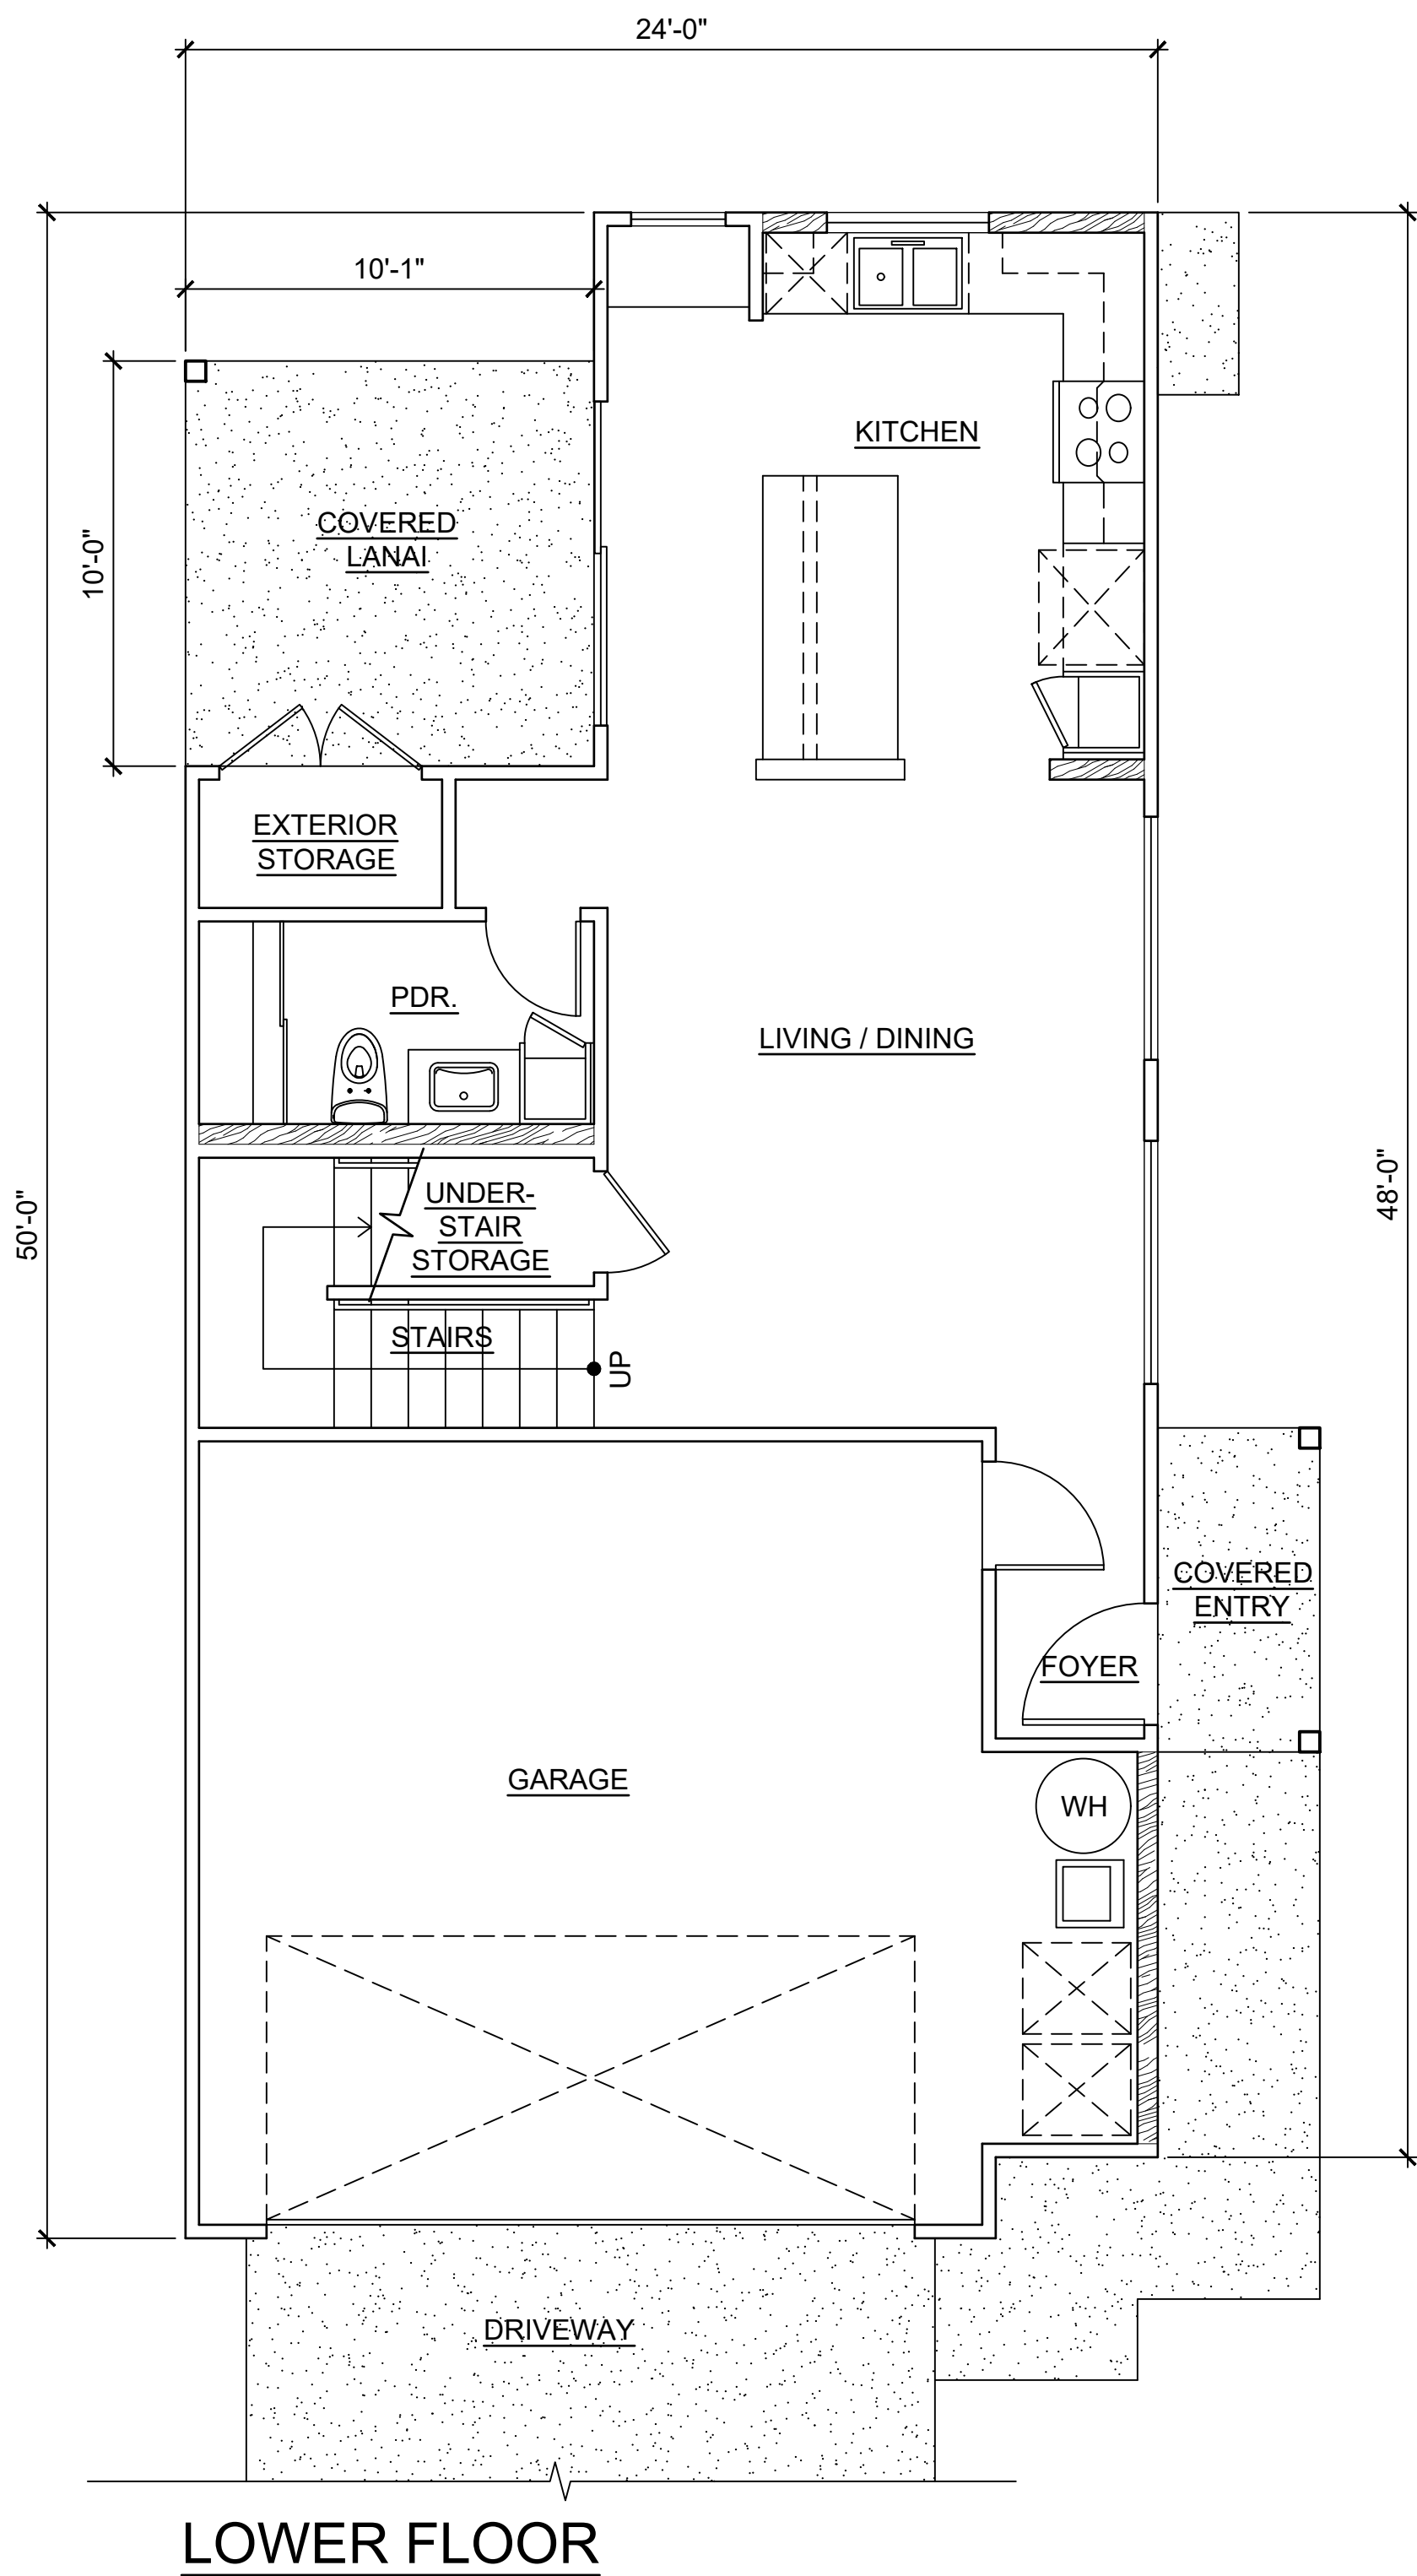 24'-0"
10'-1"
KITCHEN
COVERED
LANAI
10'-0"
EXTERIOR
STORAGE
PDR.
LIVING / DINING
UNDER-
STAIR
STORAGE
50'-0"
48'-0"
STAIRS
UP
COVERED
ENTRY
FOYER
GARAGE
WH
DRIVEWAY
LOWER FLOOR